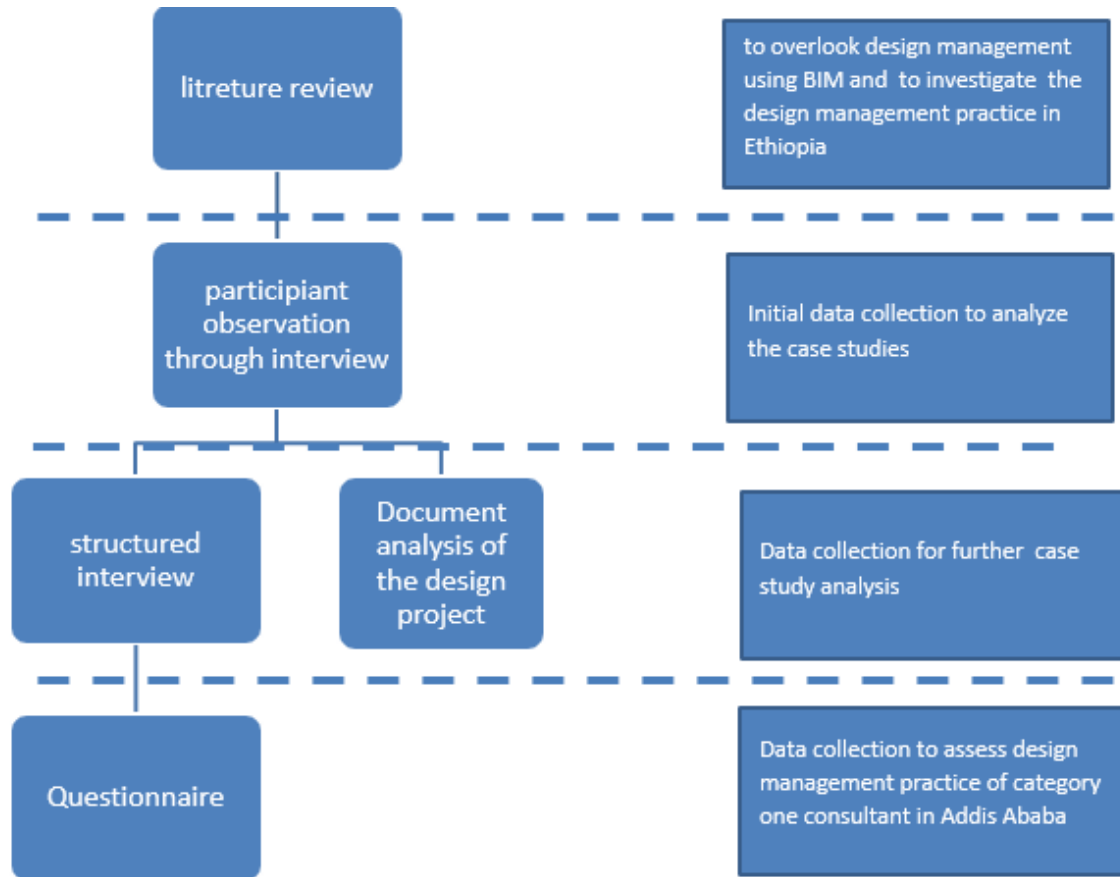 litreture review
to overlook design management
using BIM and  to investigate  the
design management practice in
Ethiopia
participiant
observation
through interview
Initial data collection to analyze
the case studies
structured
interview
Document
analysis of
the design
project
Data collection for further  case
study analysis
Questionnaire
Data collection to assess design
management practice of category
one consultant in Addis Ababa